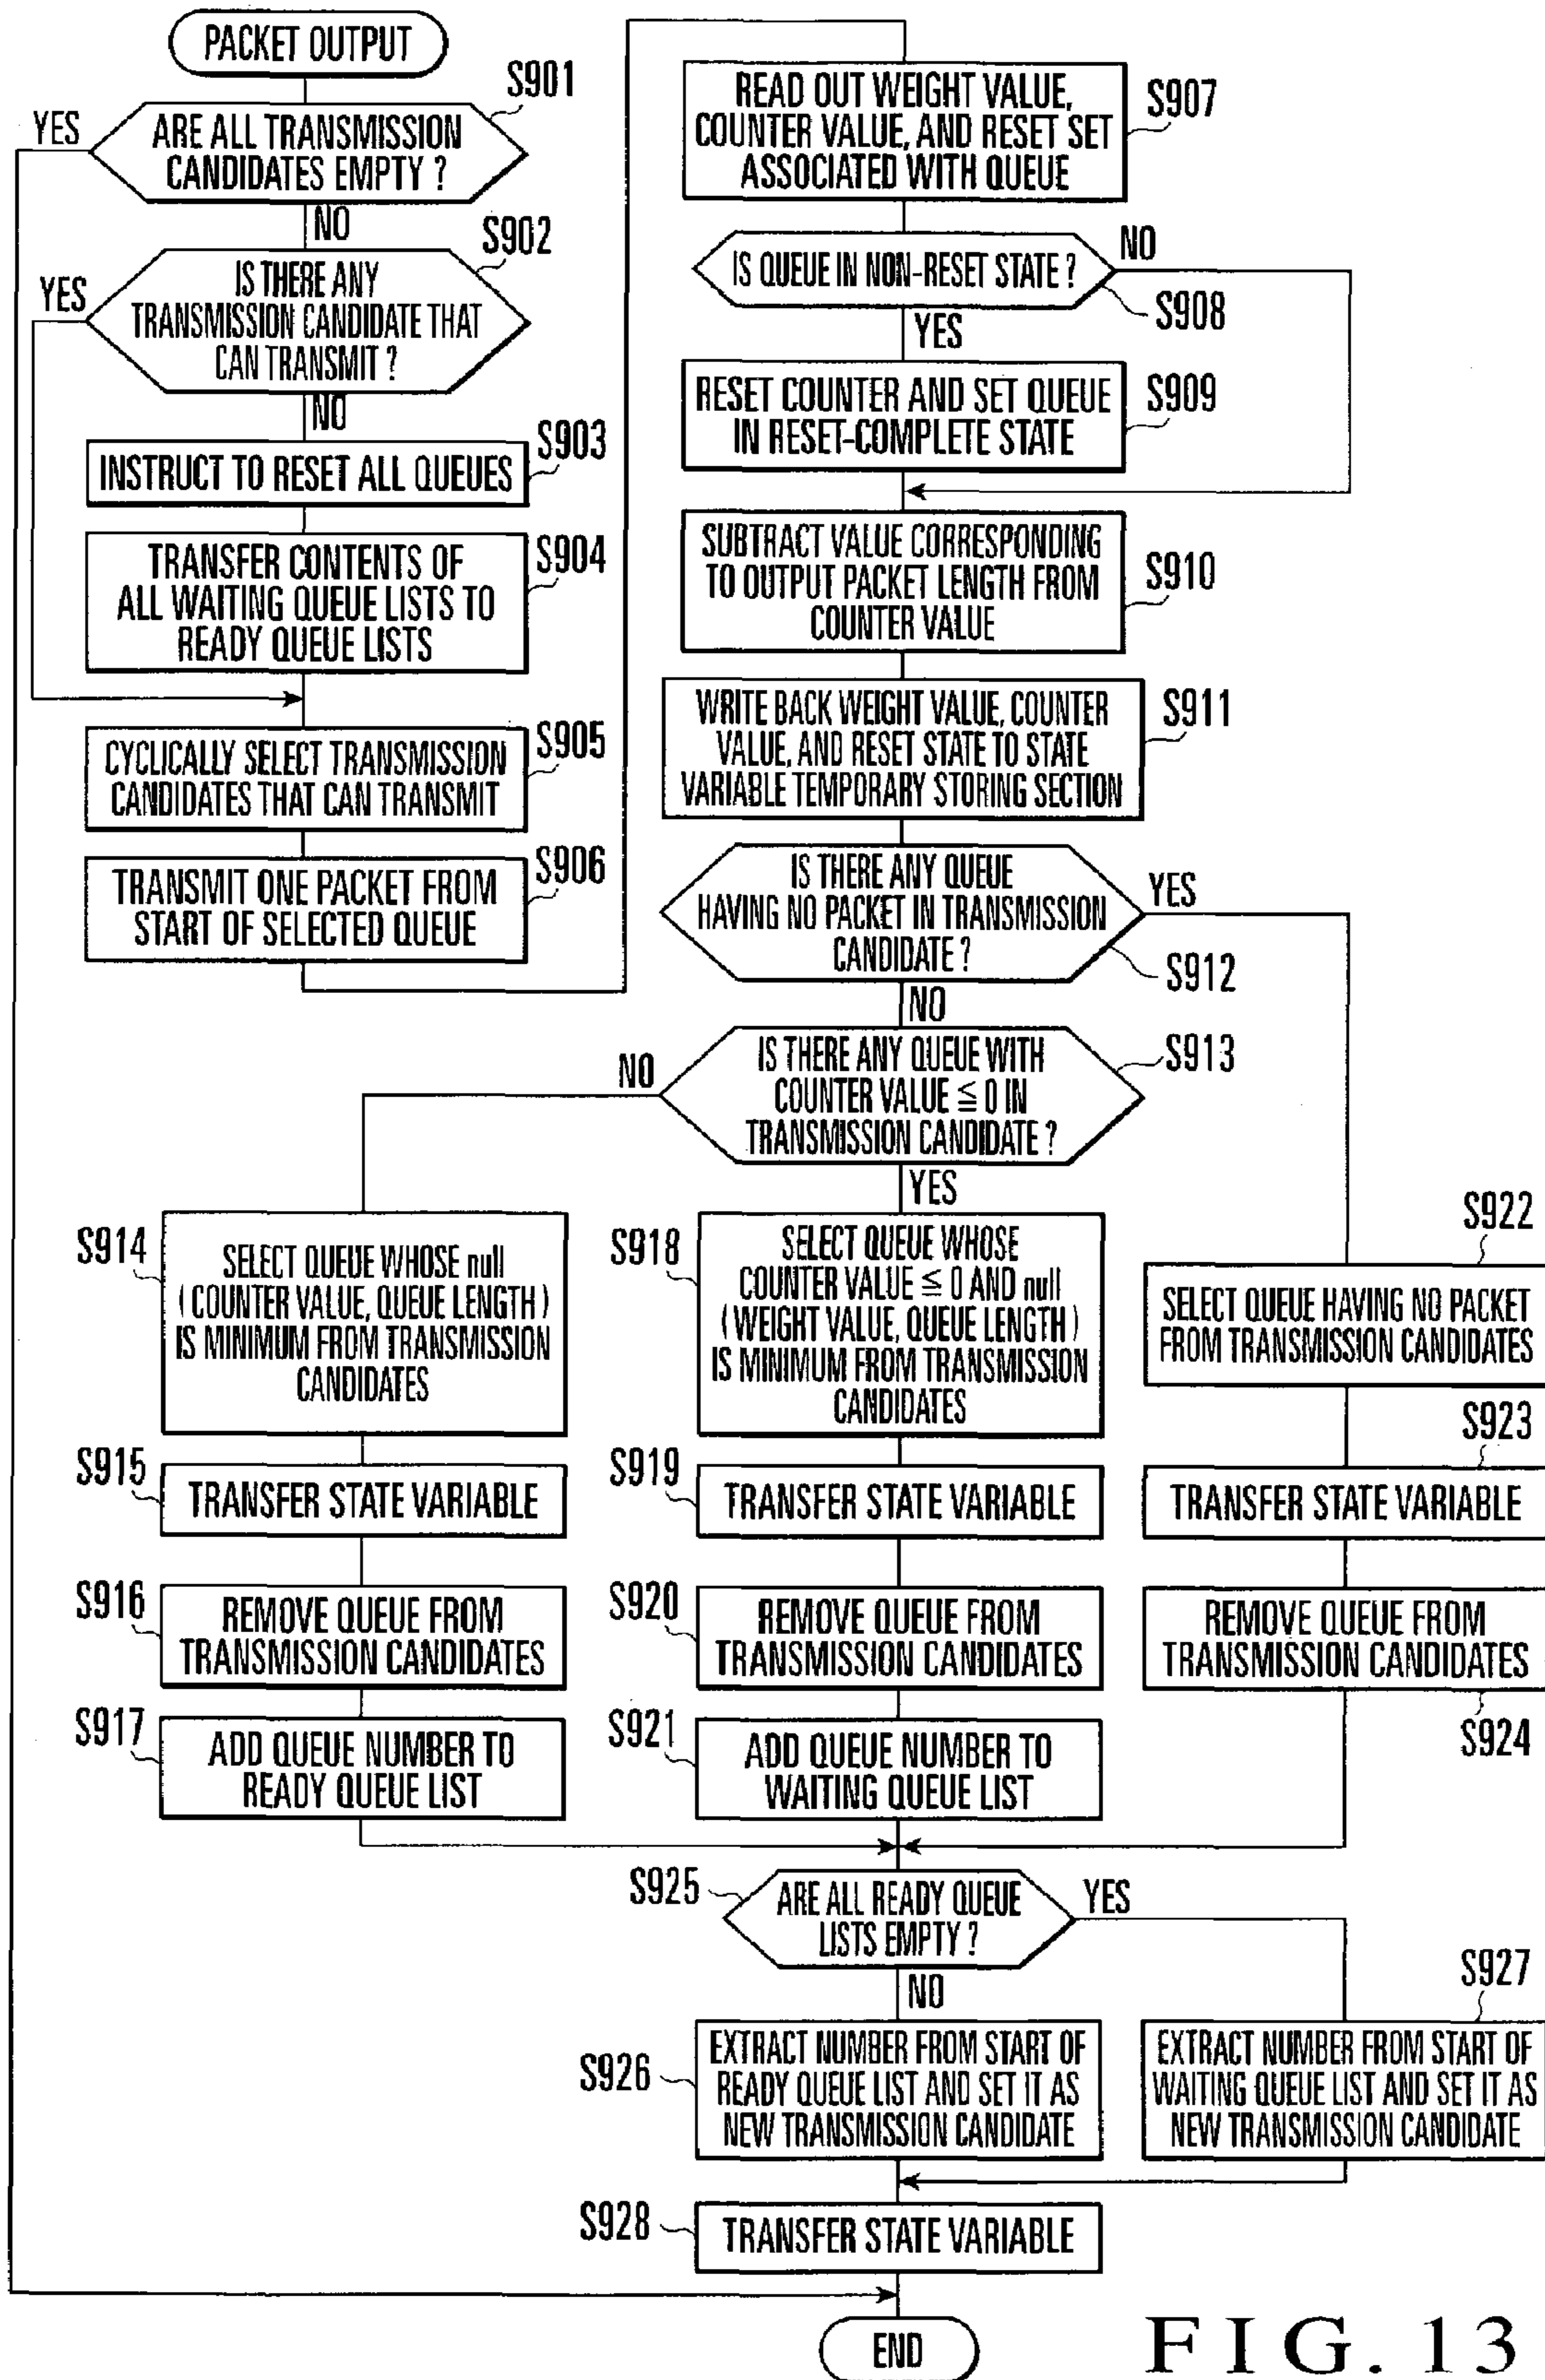 PACKET OUTPUT
S901
YES
ARE ALL TRANSMISSION
CANDIDATES EMPTY ?
NO
S902
YES
IS THERE ANY
TRANSMISSION CANDIDATE THAT
CAN TRANSMIT ?
NO
S903
INSTRUCT TO RESET ALL QUEUES
S904
TRANSFER CONTENTS OF
ALL WAITING QUEUE LISTS TO
READY QUEUE LISTS
S905
CYCLICALLY SELECT TRANSMISSION
CANDIDATES THAT CAN TRANSMIT
S906
TRANSMIT ONE PACKET FROM
START OF SELECTED QUEUE
READ OUT WEIGHT VALUE,
COUNTER VALUE, AND RESET SET
ASSOCIATED WITH QUEUE
S907
IS QUEUE IN NON-RESET STATE ?
NO
S908
YES
RESET COUNTER AND SET QUEUE
IN RESET-COMPLETE STATE
S909
SUBTRACT VALUE CORRESPONDING
TO OUTPUT PACKET LENGTH FROM
COUNTER VALUE
S910
WRITE BACK WEIGHT VALUE, COUNTER
VALUE, AND RESET STATE TO STATE
VARIABLE TEMPORARY STORING SECTION
S911
IS THERE ANY QUEUE
HAVING NO PACKET IN TRANSMISSION
CANDIDATE ?
YES
S912
NO
IS THERE ANY QUEUE WITH
COUNTER VALUE ≦ 0 IN
TRANSMISSION CANDIDATE ?
S913
NO
YES
S914
SELECT QUEUE WHOSE null
( COUNTER VALUE, QUEUE LENGTH )
IS MINIMUM FROM TRANSMISSION
CANDIDATES
S915
TRANSFER STATE VARIABLE
S916
REMOVE QUEUE FROM
TRANSMISSION CANDIDATES
S917
ADD QUEUE NUMBER TO
READY QUEUE LIST
S918
SELECT QUEUE WHOSE
COUNTER VALUE ≦ 0 AND null
( WEIGHT VALUE, QUEUE LENGTH )
IS MINIMUM FROM TRANSMISSION
CANDIDATES
S919
TRANSFER STATE VARIABLE
S920
REMOVE QUEUE FROM
TRANSMISSION CANDIDATES
S921
ADD QUEUE NUMBER TO
WAITING QUEUE LIST
S922
SELECT QUEUE HAVING NO PACKET
FROM TRANSMISSION CANDIDATES
S923
TRANSFER STATE VARIABLE
REMOVE QUEUE FROM
TRANSMISSION CANDIDATES
S924
S925
ARE ALL READY QUEUE
LISTS EMPTY ?
YES
NO
S926
EXTRACT NUMBER FROM START OF
READY QUEUE LIST AND SET IT AS
NEW TRANSMISSION CANDIDATE
S927
EXTRACT NUMBER FROM START OF
WAITING QUEUE LIST AND SET IT AS
NEW TRANSMISSION CANDIDATE
S928
TRANSFER STATE VARIABLE
END
FIG. 13